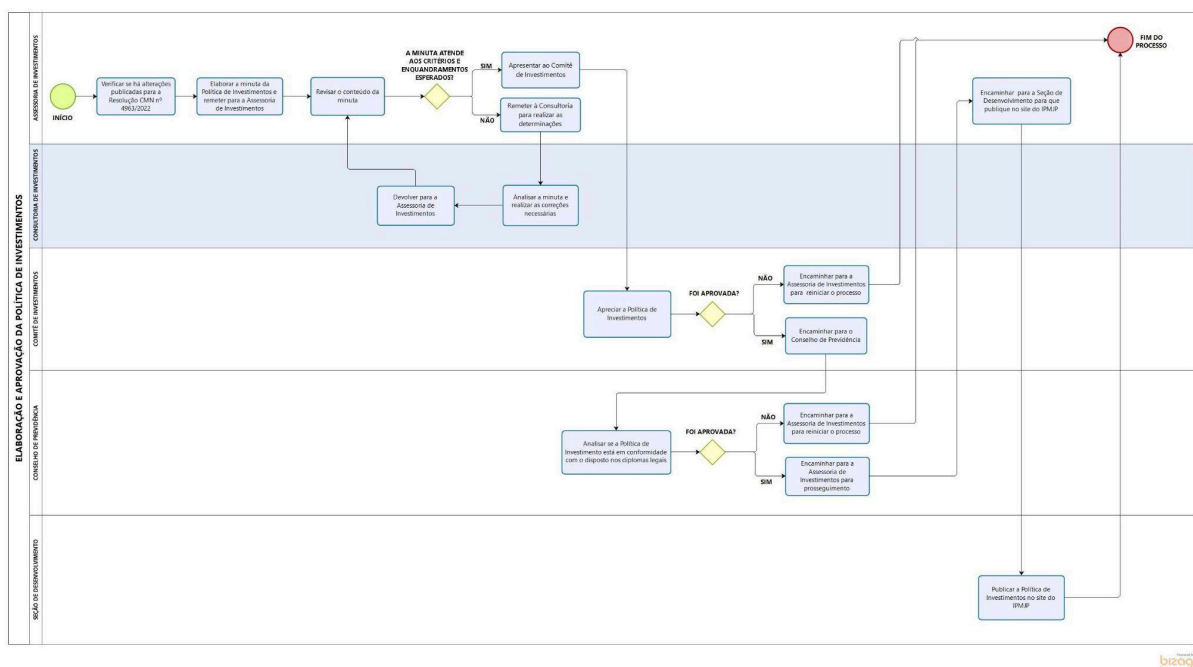 ELABORAÇÃO E APROVAÇÃO DA POLÍTICA DE INVESTIMENTOS
ASSESSORIA DE INVESTIMENTOS
INÍCIO
Verificar se há alterações
publicadas para a
Resolução CMN nº
4963/2022
Elaborar a minuta da
Política de Investimentos e
remeter para a Assessoria
de Investimentos
Revisar o conteúdo da
minuta
A MINUTA ATENDE
AOS CRITÉRIOS E
ENQUANDRAMENTOS
ESPERADOS?
SIM
Apresentar ao Comitê
de Investimentos
NÃO
Remeter à Consultoria
para realizar as
determinações
Encaminhar para a Seção de
Desenvolvimento para que
publique no site do IPMJP
FIM DO
PROCESSO
CONSULTORIA DE INVESTIMENTOS
Devolver para a
Assessoria de
Investimentos
Analisar a minuta e
realizar as correções
necessárias
COMITÊ DE INVESTIMENTOS
Apreciar a Política de
Investimentos
FOI APROVADA?
NÃO
Encaminhar para a
Assessoria de Investimentos
para reiniciar o processo
SIM
Encaminhar para o
Conselho de Previdência
CONSELHO DE PREVIDÊNCIA
Analisar se a Política de
Investimento está em conformidade
com o disposto nos diplomas legais
FOI APROVADA?
NÃO
Encaminhar para a
Assessoria de Investimentos
para reiniciar o processo
SIM
Encaminhar para a
Assessoria de
Investimentos para
prosseguimento
SEÇÃO DE DESENVOLVIMENTO
Publicar a Política de
Investimentos no site do
IPMJP